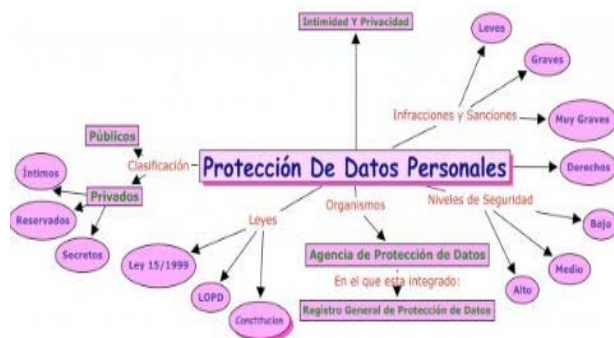 Intimidad Y Privacidad
Leves
Graves
Infracciones y Sanciones
Muy Graves
Públicos
Clasificación
Protección De Datos Personales
Derechos
Íntimos
Privados
Organismos
Niveles de Seguridad
Reservados
Leyes
Bajo
Secretos
Ley 15/1999
Agencia de Protección de Datos
Medio
En el que esta integrado:
LOPD
Alto
Constitucion
Registro General de Protección de Datos